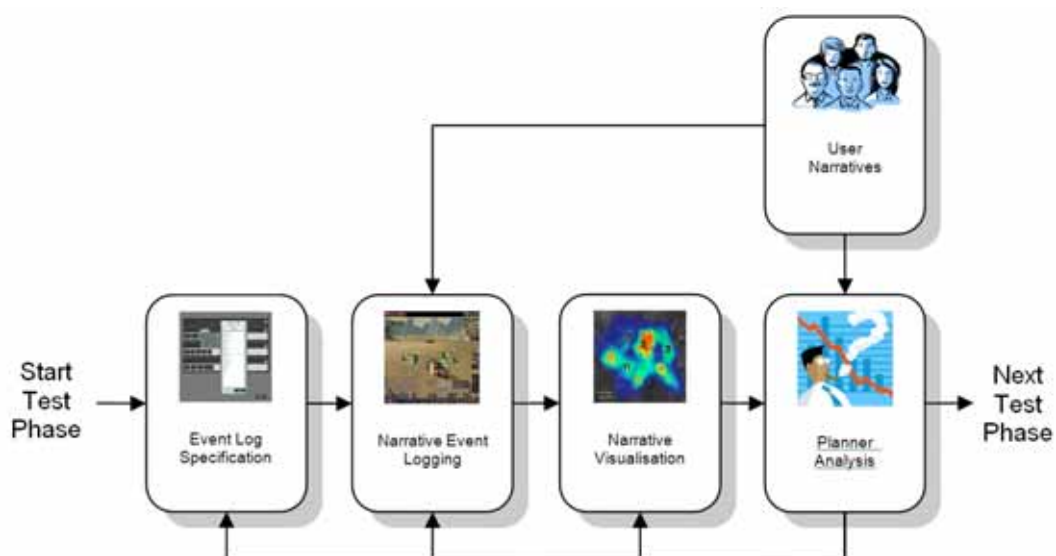 User
Narratives
Start
Test
Phase
Event Log
Specification
Narrative Event
Logging
Narrative
Visualisation
Planner
Analysis
Next
Test
Phase